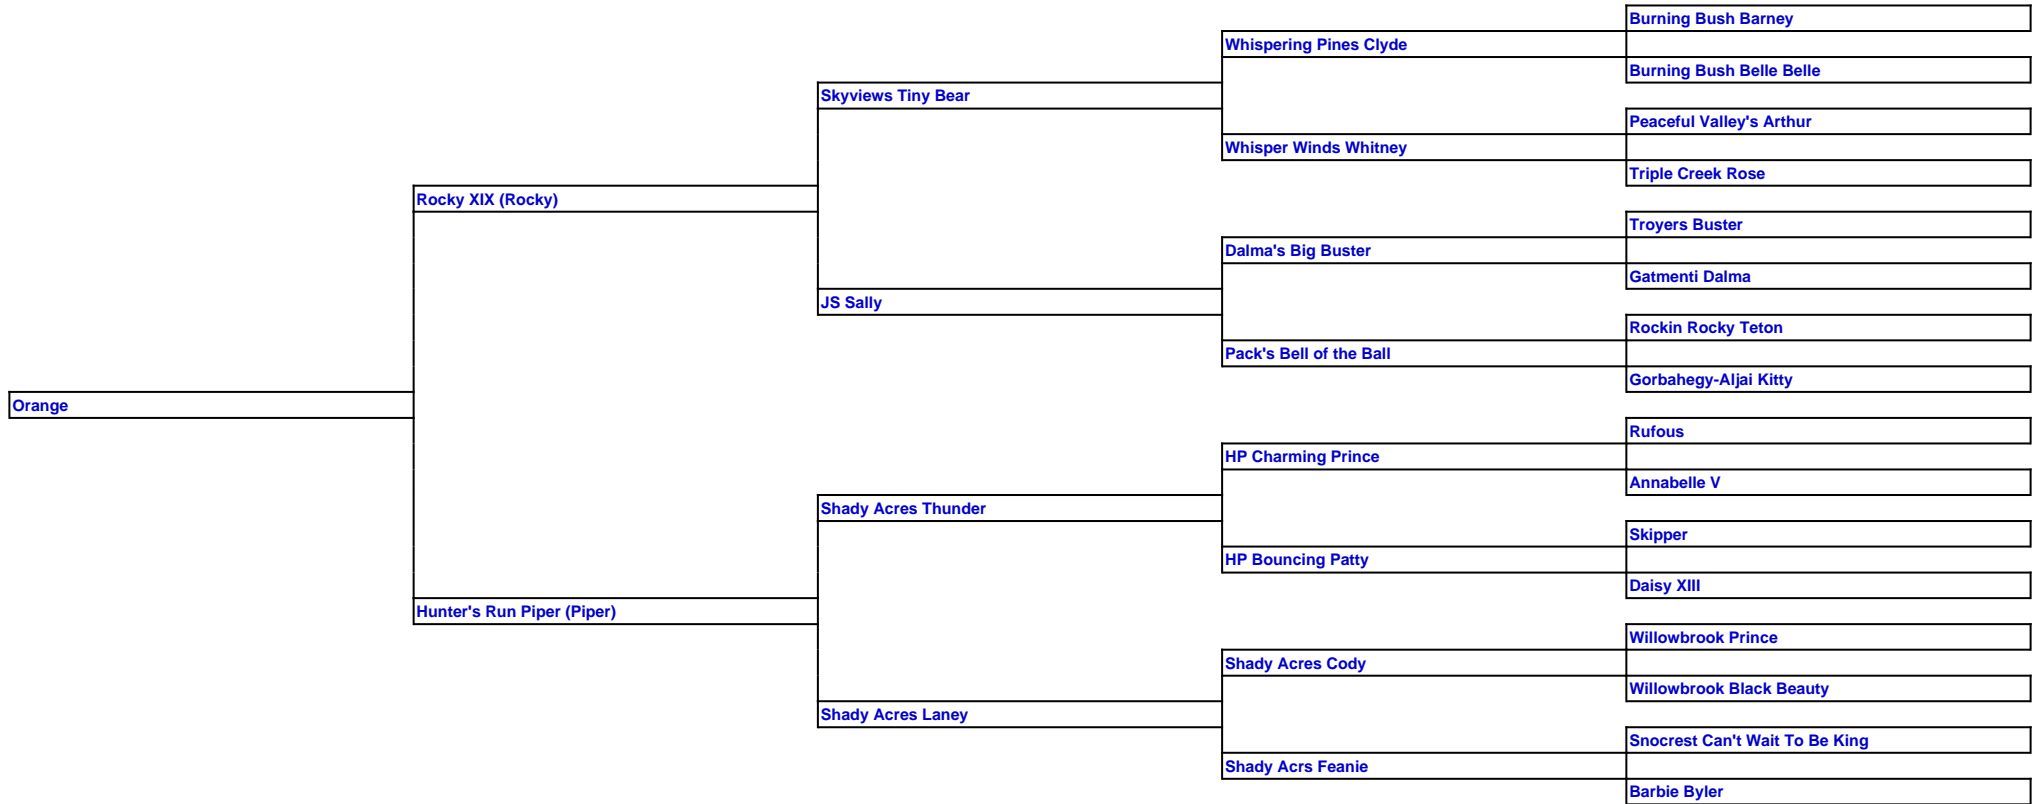 Burning Bush Barney
Whispering Pines Clyde
Burning Bush Belle Belle
Skyviews Tiny Bear
Peaceful Valley's Arthur
Whisper Winds Whitney
Triple Creek Rose
Rocky XIX (Rocky)
Troyers Buster
Dalma's Big Buster
Gatmenti Dalma
JS Sally
Rockin Rocky Teton
Pack's Bell of the Ball
Gorbahegy-Aljai Kitty
Orange
Rufous
HP Charming Prince
Annabelle V
Shady Acres Thunder
Skipper
HP Bouncing Patty
Daisy XIII
Hunter's Run Piper (Piper)
Willowbrook Prince
Shady Acres Cody
Willowbrook Black Beauty
Shady Acres Laney
Snocrest Can't Wait To Be King
Shady Acrs Feanie
Barbie Byler